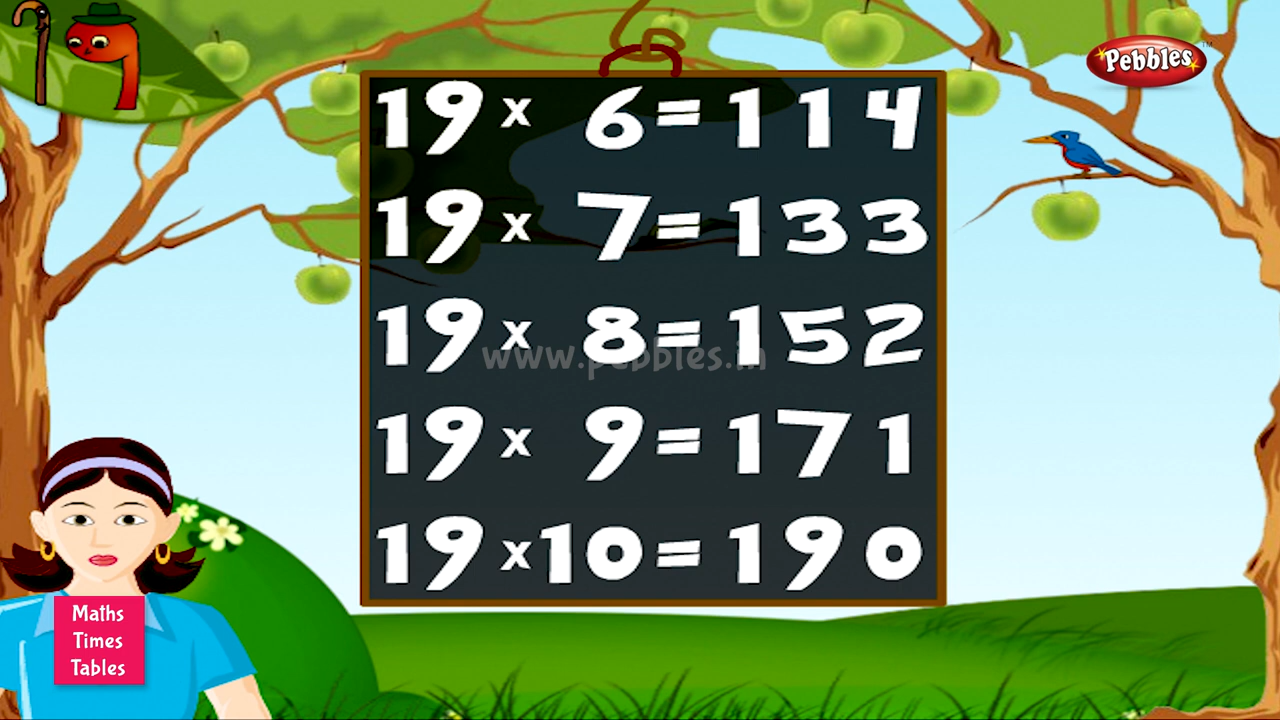 Pebbles™
19 x 6 = 114
19 x 7 = 133
19 x 8 = 152
www.pebbles.in
19 x 9 = 171
19 x 10 = 190
Maths
Times
Tables